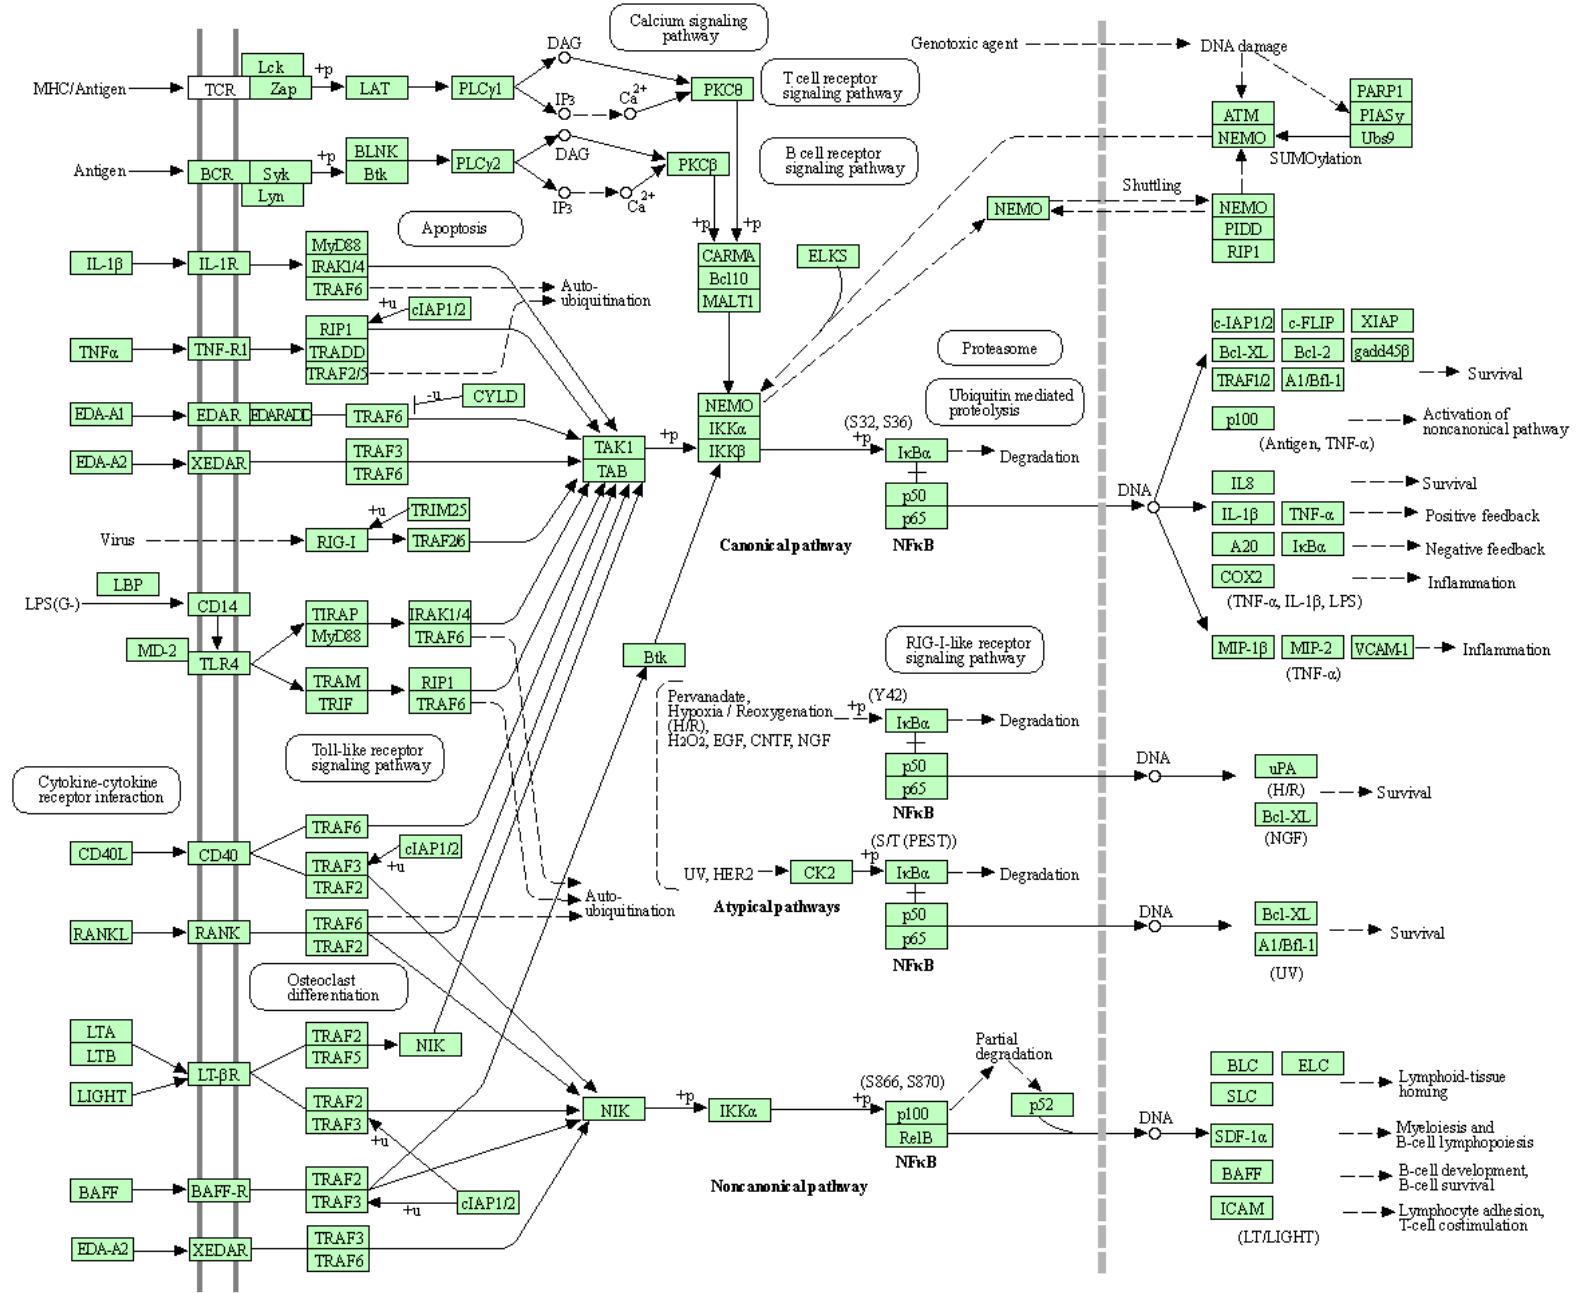 Calcium signaling
pathway
Genotoxic agent
DNA damage
DAG
Lck
+p
MHC/Antigen
TCR
Zap
LAT
PLCγ1
IP3
Ca2+
PKCθ
T cell receptor
signaling pathway
PARP1
PIASγ
Ubs9
ATM
NEMO
SUMOylation
Antigen
BCR
Syk
Lyn
+p
BLNK
Btk
PLCγ2
DAG
IP3
Ca2+
PKCβ
B cell receptor
signaling pathway
Shuttling
NEMO
NEMO
PIDD
RIP1
Apoptosis
+p
+p
CARMA
Bcl10
MALT1
ELKS
IL-1β
IL-1R
MyD88
IRAK1/4
TRAF6
Auto-
ubiquitination
+u
cIAP1/2
TNFα
TNF-R1
RIP1
TRADD
TRAF2/5
Proteasome
Ubiquitin mediated
proteolysis
c-IAP1/2
c-FLIP
XIAP
Bcl-XL
Bcl-2
gadd45β
TRAF1/2
A1/Bfl-1
Survival
p100
Activation of
noncanonical pathway
(Antigen, TNF-α)
EDA-A1
EDAR
EDARADD
TRAF6
-u
CYLD
EDA-A2
XEDAR
TRAF3
TRAF6
TAK1
TAB
+p
NEMO
IKKα
IKKβ
(S32, S36)
+p
IκBα
Degradation
p50
p65
NFκB
Canonical pathway
DNA
IL8
Survival
IL-1β
TNF-α
Positive feedback
A20
IκBα
Negative feedback
COX2
Inflammation
(TNF-α, IL-1β, LPS)
MIP-1β
MIP-2
VCAM-1
Inflammation
(TNF-α)
Virus
RIG-I
+u
TRIM25
TRAF2/6
LBP
LPS(G-)
CD14
MD-2
TLR4
TIRAP
MyD88
IRAK1/4
TRAF6
TRAM
TRIF
RIP1
TRAF6
Btk
RIG-I-like receptor
signaling pathway
Pervanadate,
Hypoxia / Reoxygenation
(H/R),
H2O2, EGF, CNTF, NGF
+p
(Y42)
IκBα
Degradation
p50
p65
NFκB
DNA
uPA
(H/R)
Bcl-XL
(NGF)
Survival
Toll-like receptor
signaling pathway
Cytokine-cytokine
receptor interaction
CD40L
CD40
TRAF6
TRAF3
TRAF2
cIAP1/2
+u
(S/T (PEST))
UV, HER2
CK2
+p
IκBα
Degradation
p50
p65
NFκB
Atypical pathways
DNA
Bcl-XL
A1/Bfl-1
(UV)
Survival
Auto-
ubiquitination
RANKL
RANK
TRAF6
TRAF2
Osteoclast
differentiation
LTA
LTB
LIGHT
LT-βR
TRAF2
TRAF5
NIK
TRAF2
TRAF3
+u
NIK
+p
IKKα
+p
(S866, S870)
p100
RelB
NFκB
Partial
degradation
p52
DNA
Noncanonical pathway
BLC
ELC
SLC
Lymphoid-tissue
homing
SDF-1α
Myeloiesis and
B-cell lymphopoiesis
BAFF
B-cell development,
B-cell survival
ICAM
Lymphocyte adhesion,
T-cell costimulation
(LT/LIGHT)
BAFF
BAFF-R
TRAF2
TRAF3
+u
cIAP1/2
EDA-A2
XEDAR
TRAF3
TRAF6